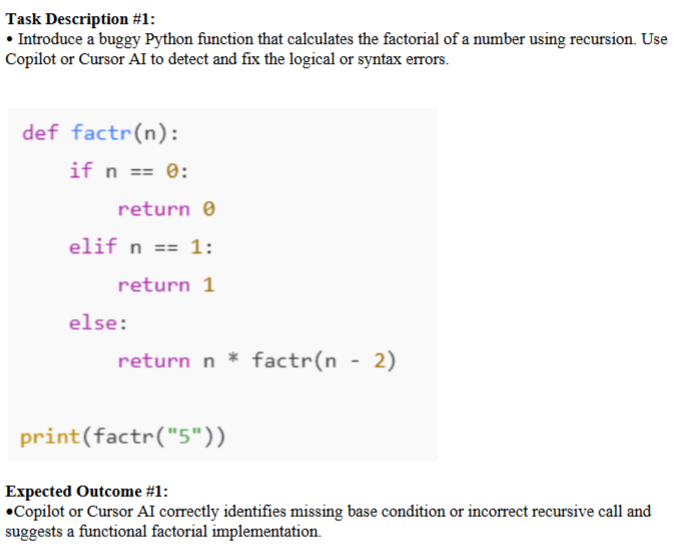 Task Description #1:
• Introduce a buggy Python function that calculates the factorial of a number using recursion. Use
Copilot or Cursor AI to detect and fix the logical or syntax errors.
def factr(n):
    if n == 0:
        return 0
    elif n == 1:
        return 1
    else:
        return n * factr(n - 2)
print(factr("5"))
Expected Outcome #1:
•Copilot or Cursor AI correctly identifies missing base condition or incorrect recursive call and
suggests a functional factorial implementation.